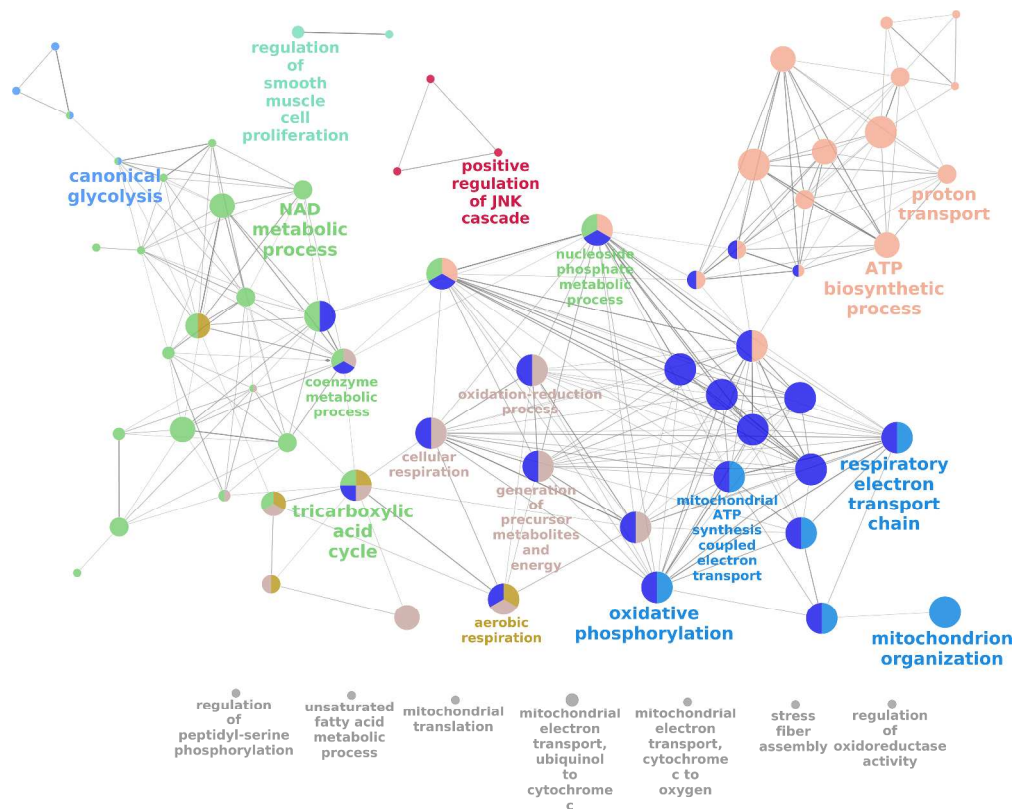 regulation
of
smooth
muscle
cell
proliferation
canonical
glycolysis
NAD
metabolic
process
positive
regulation
of JNK
cascade
proton
transport
ATP
biosynthetic
process
nucleoside
phosphate
metabolic
process
coenzyme
metabolic
process
oxidation-reduction
process
cellular
respiration
generation
of
precursor
metabolites
and
energy
tricarboxylic
acid
cycle
mitochondrial
ATP
synthesis
coupled
electron
transport
respiratory
electron
transport
chain
aerobic
respiration
oxidative
phosphorylation
mitochondrion
organization
regulation
of
peptidyl-serine
phosphorylation
unsaturated
fatty acid
metabolic
process
mitochondrial
translation
mitochondrial
electron
transport,
ubiquinol
to
cytochrome
c
mitochondrial
electron
transport,
cytochrome
c to
oxygen
stress
fiber
assembly
regulation
of
oxidoreductase
activity